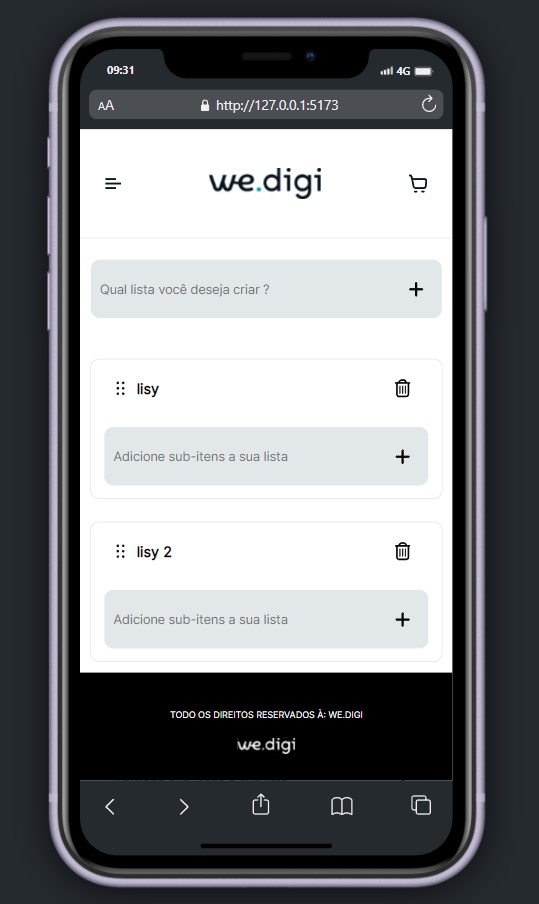 09:31
4G
AA
http://127.0.0.1:5173
we.digi
Qual lista você deseja criar ?
lisy
Adicione sub-itens a sua lista
lisy 2
Adicione sub-itens a sua lista
TODO OS DIREITOS RESERVADOS À: WE.DIGI
we.digi